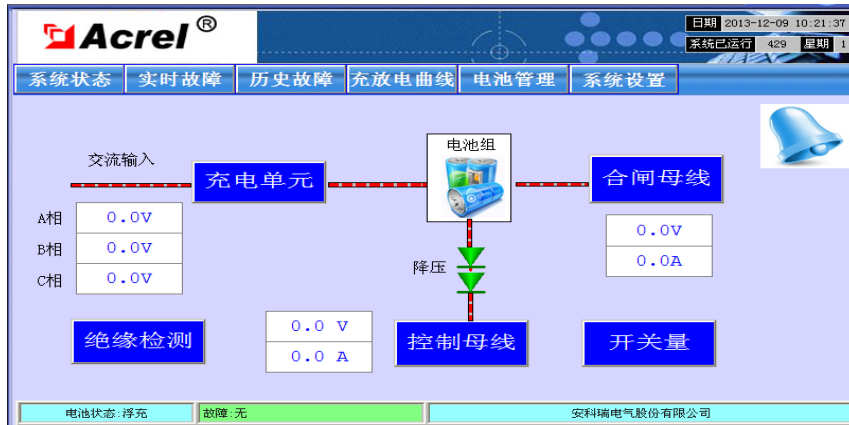 Acrel ®
日期 2013-12-09 10:21:37
系统已运行 429 星期 1
系统状态 实时故障 历史故障 充放电曲线 电池管理 系统设置
电池组
交流输入
充电单元
合闸母线
A相 0.0V
0.0V
B相 0.0V
0.0A
C相 0.0V
降压
绝缘检测
0.0 V
0.0 A
控制母线
开关量
电池状态:浮充
故障:无
安科瑞电气股份有限公司